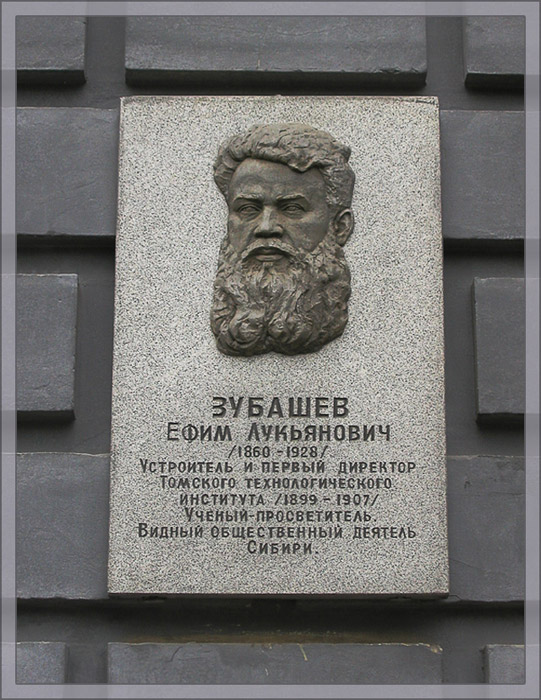 ЗУБАШЕВ
ЕФИМ ЛУКЬЯНОВИЧ
/1860-1928/
УСТРОИТЕЛЬ И ПЕРВЫЙ ДИРЕКТОР
ТОМСКОГО ТЕХНОЛОГИЧЕСКОГО
ИНСТИТУТА /1899-1907/
УЧЕНЫЙ-ПРОСВЕТИТЕЛЬ.
ВИДНЫЙ ОБЩЕСТВЕННЫЙ ДЕЯТЕЛЬ
СИБИРИ.